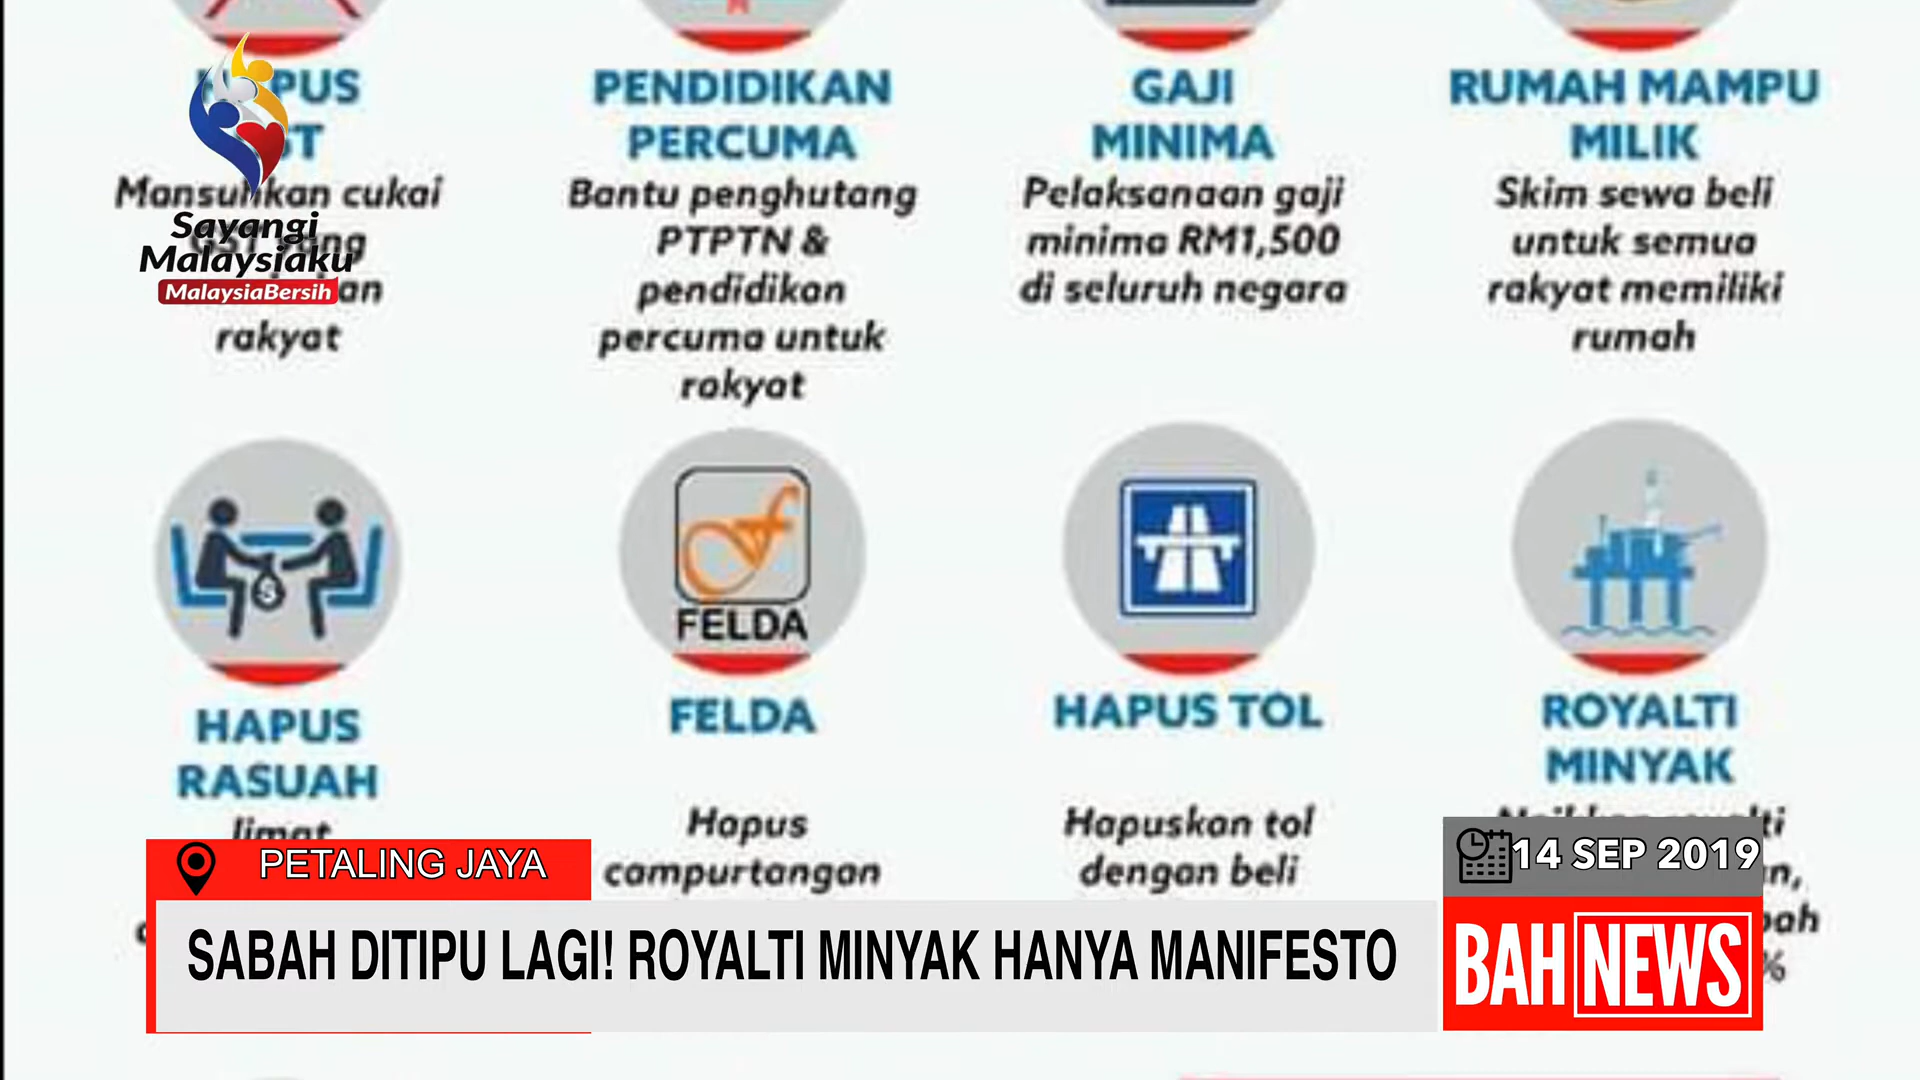 PENDIDIKAN
PERCUMA
Bantu penghutang
PTPTN &
pendidikan
percuma untuk
rakyat
GAJI
MINIMA
Pelaksanaan gaji
minima RM1,500
di seluruh negara
RUMAH MAMPU
MILIK
Skim sewa beli
untuk semua
rakyat memiliki
rumah
Mansuhkan cukai
rakyat
Sayangi
Malaysiaku
MalaysiaBersih
HAPUS
RASUAH
FELDA
FELDA
Hapus
campurtangan
HAPUS TOL
Hapuskan tol
dengan beli
ROYALTI
MINYAK
PETALING JAYA
14 SEP 2019
SABAH DITIPU LAGI! ROYALTI MINYAK HANYA MANIFESTO
BAH NEWS